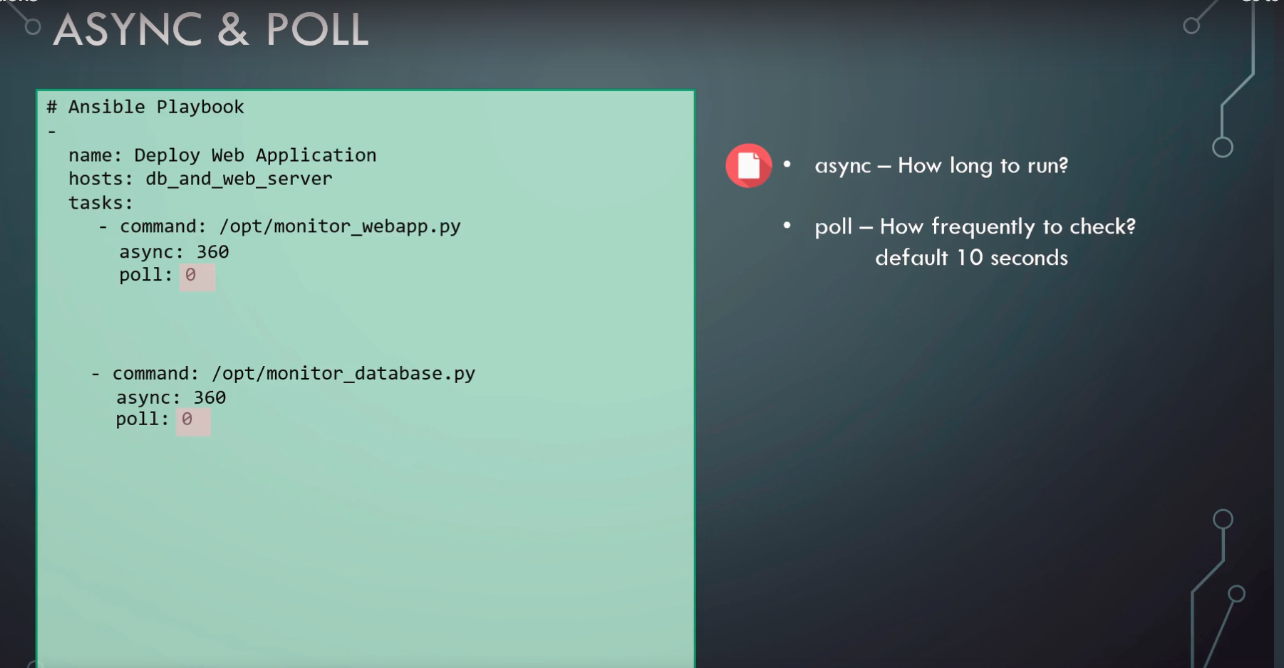 ASYNC & POLL
# Ansible Playbook
-
name: Deploy Web Application
hosts: db_and_web_server
tasks:
- command: /opt/monitor_webapp.py
async: 360
poll: 0
- command: /opt/monitor_database.py
async: 360
poll: 0
• async – How long to run?
• poll – How frequently to check?
default 10 seconds